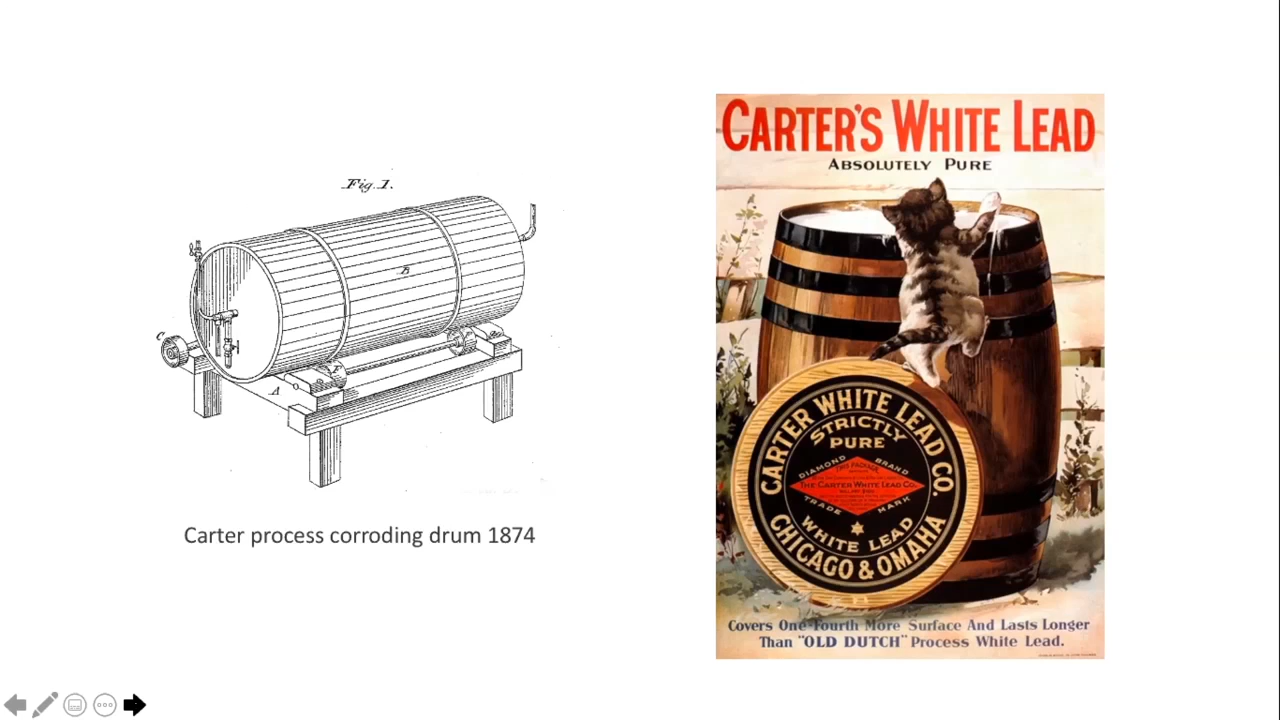 Fig. 1.
B
C
A
Carter process corroding drum 1874
CARTER'S WHITE LEAD
ABSOLUTELY PURE
CARTER WHITE LEAD CO.
STRICTLY
PURE
DIAMOND BRAND
THIS PACKAGE
THE CARTER WHITE LEAD CO.
TRADE MARK
WHITE LEAD
CHICAGO & OMAHA
Covers One-Fourth More Surface And Lasts Longer
Than "OLD DUTCH" Process White Lead.